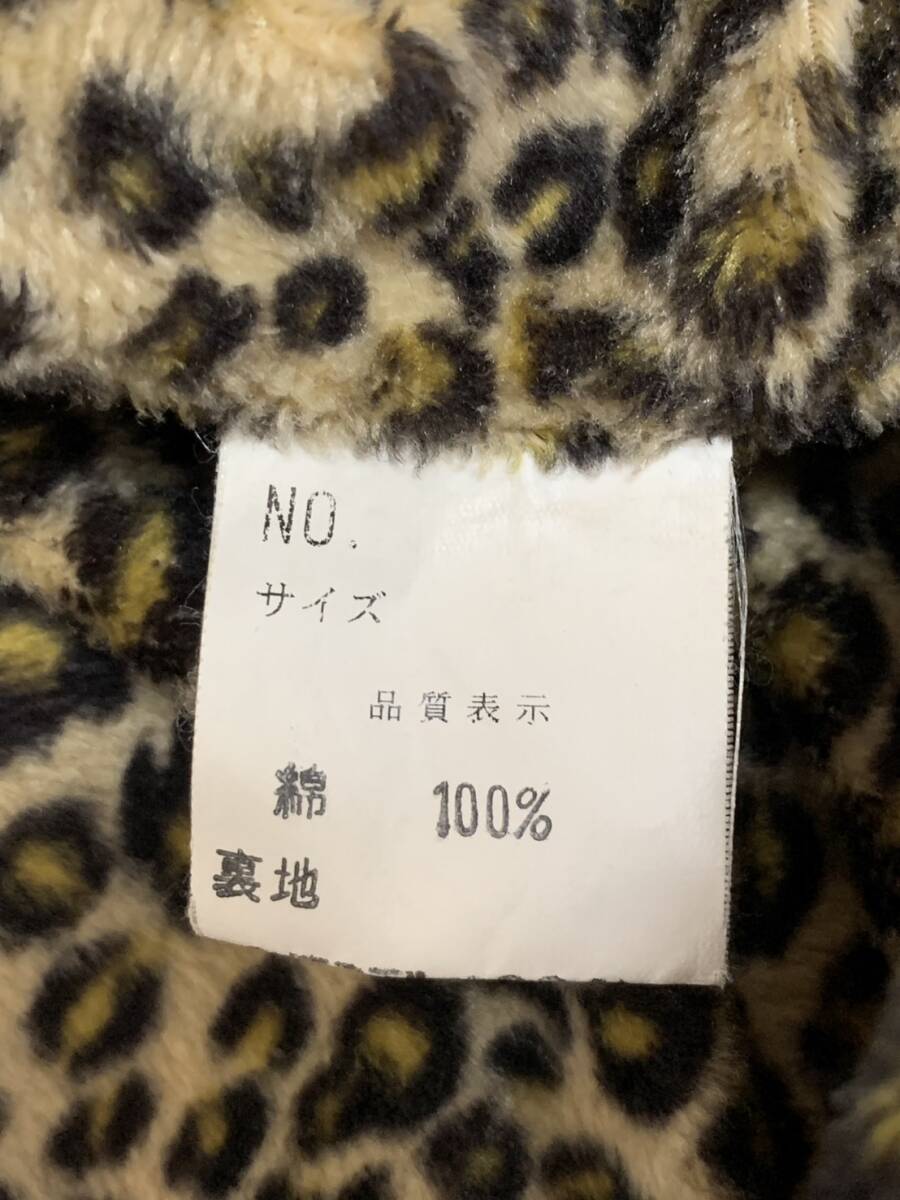 NO.
サイズ
品質表示
綿 100%
裏地